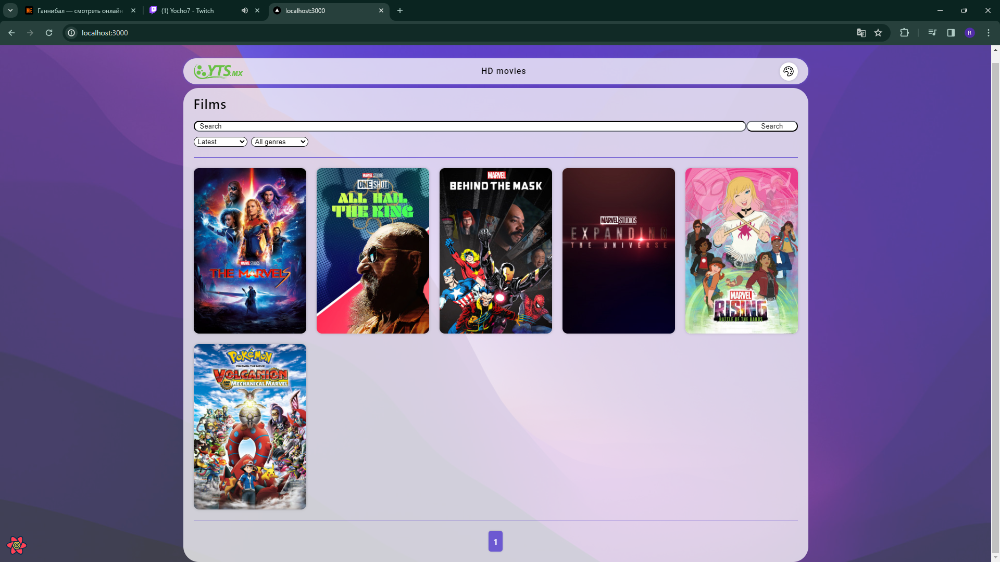 Ганнибал — смотреть онлайн
(1) Yocho7 - Twitch
localhost:3000
localhost:3000
R
YTS.MX
HD movies
Films
Search
Search
Latest
All genres
MARVEL STUDIOS
THE MARVELS
MARVEL STUDIOS
ONE SHOT
ALL HAIL
THE KING
MARVEL
BEHIND THE MASK
MARVEL STUDIOS
EXPANDING
THE UNIVERSE
MARVEL
RISING
BATTLE OF THE BANDS
POKÉMON
POKÉMON THE MOVIE
VOLCANION
AND THE
MECHANICAL MARVEL
1